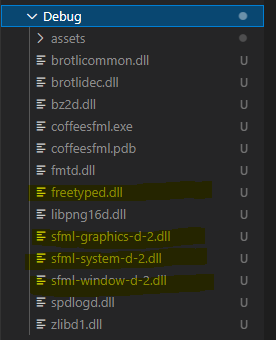 Debug
assets
brotlicommon.dll U
brotlidec.dll U
bz2d.dll U
coffeesfml.exe U
coffeesfml.pdb U
fmtd.dll U
freetyped.dll U
libpng16d.dll U
sfml-graphics-d-2.dll U
sfml-system-d-2.dll U
sfml-window-d-2.dll U
spdlogd.dll U
zlibd1.dll U